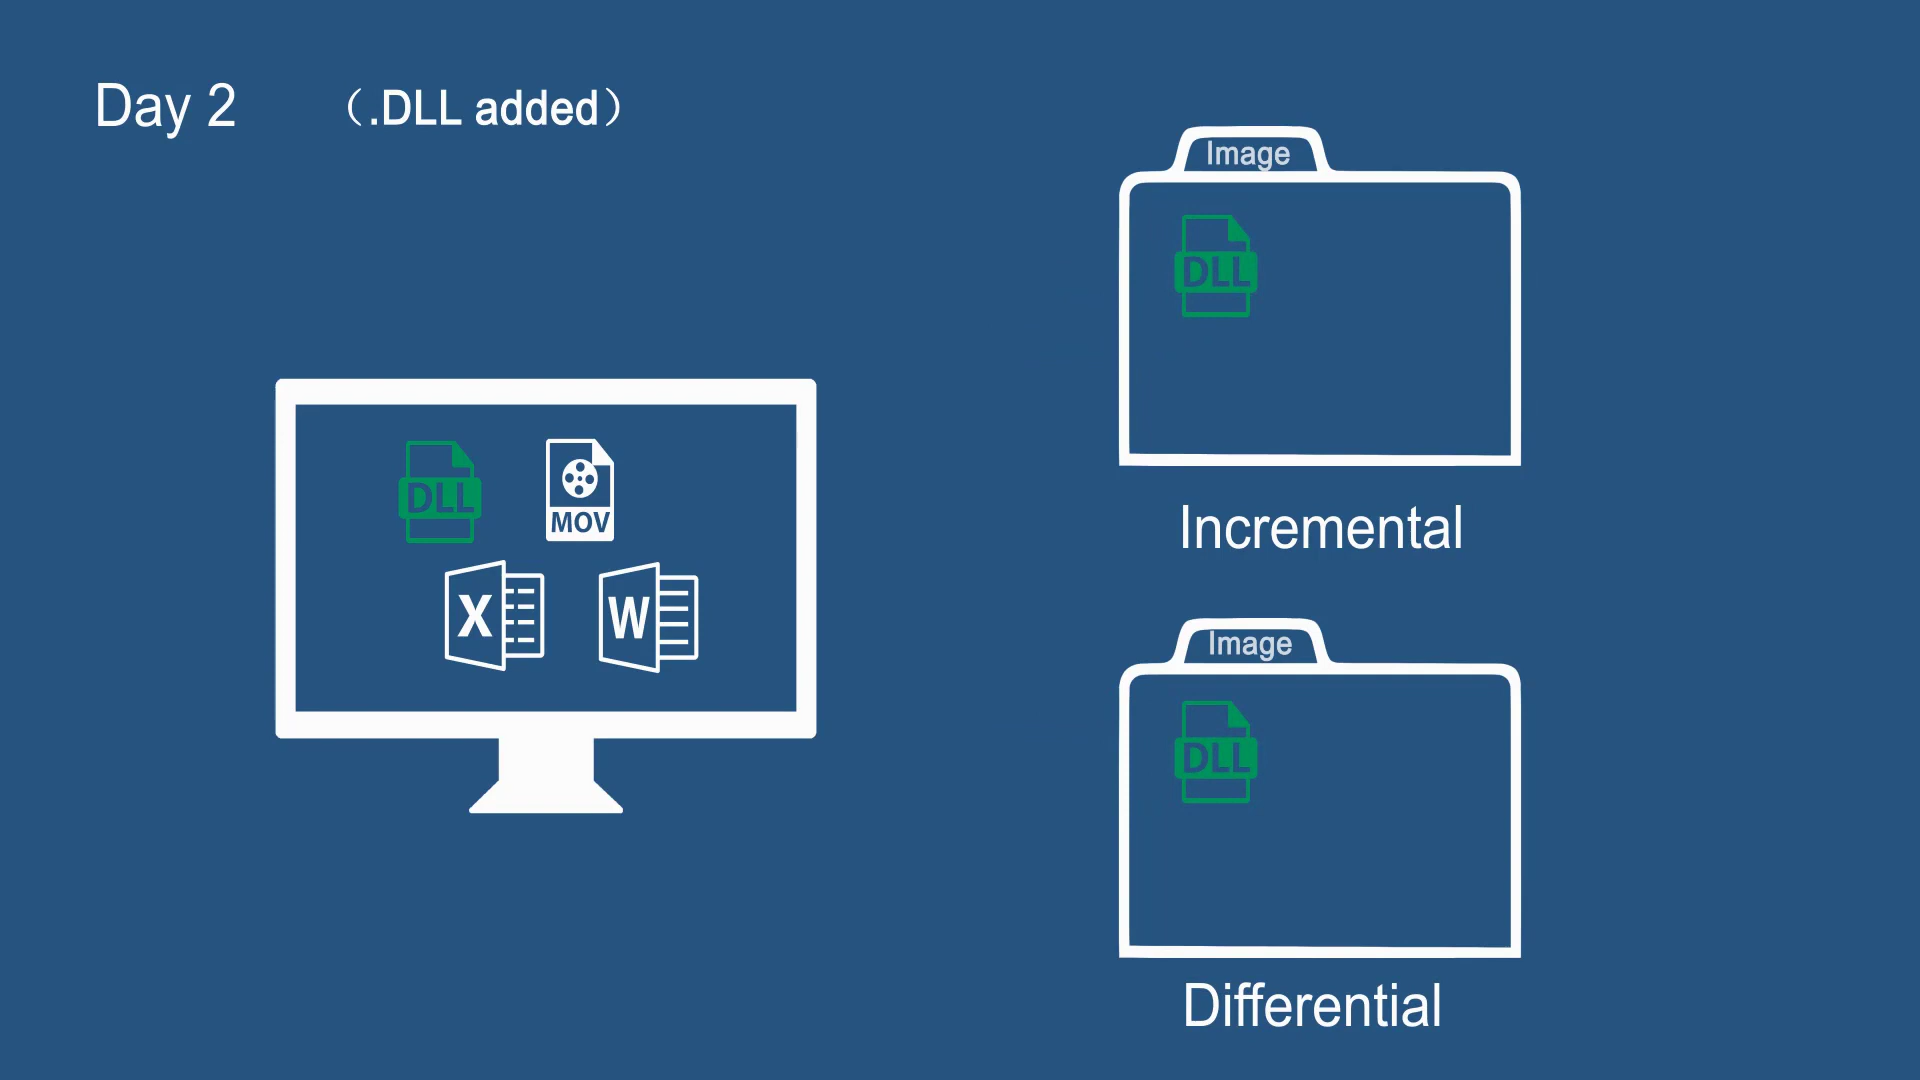 Day 2 （.DLL added）
Image
DLL
Incremental
DLL
MOV
X
W
Image
DLL
Differential